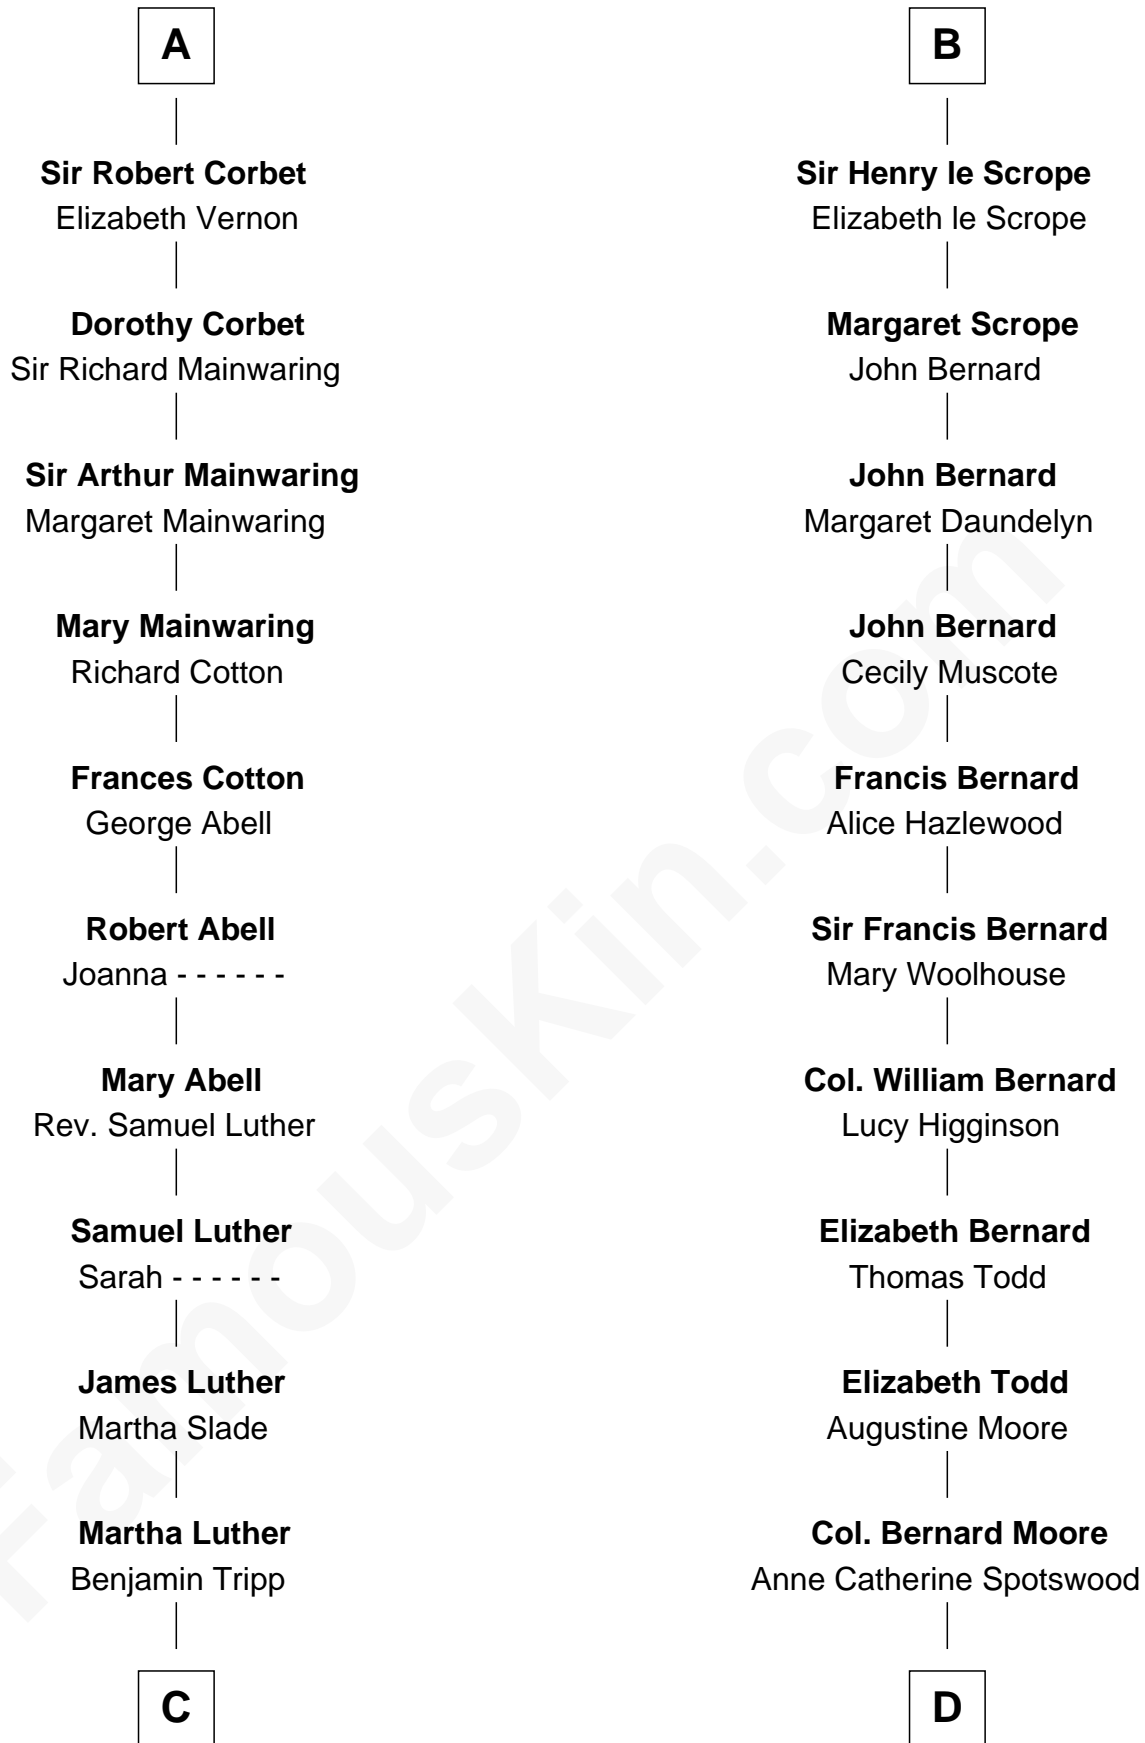 A
Sir Robert Corbet
Elizabeth Vernon
Dorothy Corbet
Sir Richard Mainwaring
Sir Arthur Mainwaring
Margaret Mainwaring
Mary Mainwaring
Richard Cotton
Frances Cotton
George Abell
Robert Abell
Joanna - - - - - -
Mary Abell
Rev. Samuel Luther
Samuel Luther
Sarah - - - - - -
James Luther
Martha Slade
Martha Luther
Benjamin Tripp
C
B
Sir Henry le Scrope
Elizabeth le Scrope
Margaret Scrope
John Bernard
John Bernard
Margaret Daundelyn
John Bernard
Cecily Muscote
Francis Bernard
Alice Hazlewood
Sir Francis Bernard
Mary Woolhouse
Col. William Bernard
Lucy Higginson
Elizabeth Bernard
Thomas Todd
Elizabeth Todd
Augustine Moore
Col. Bernard Moore
Anne Catherine Spotswood
D
FamousKin.com